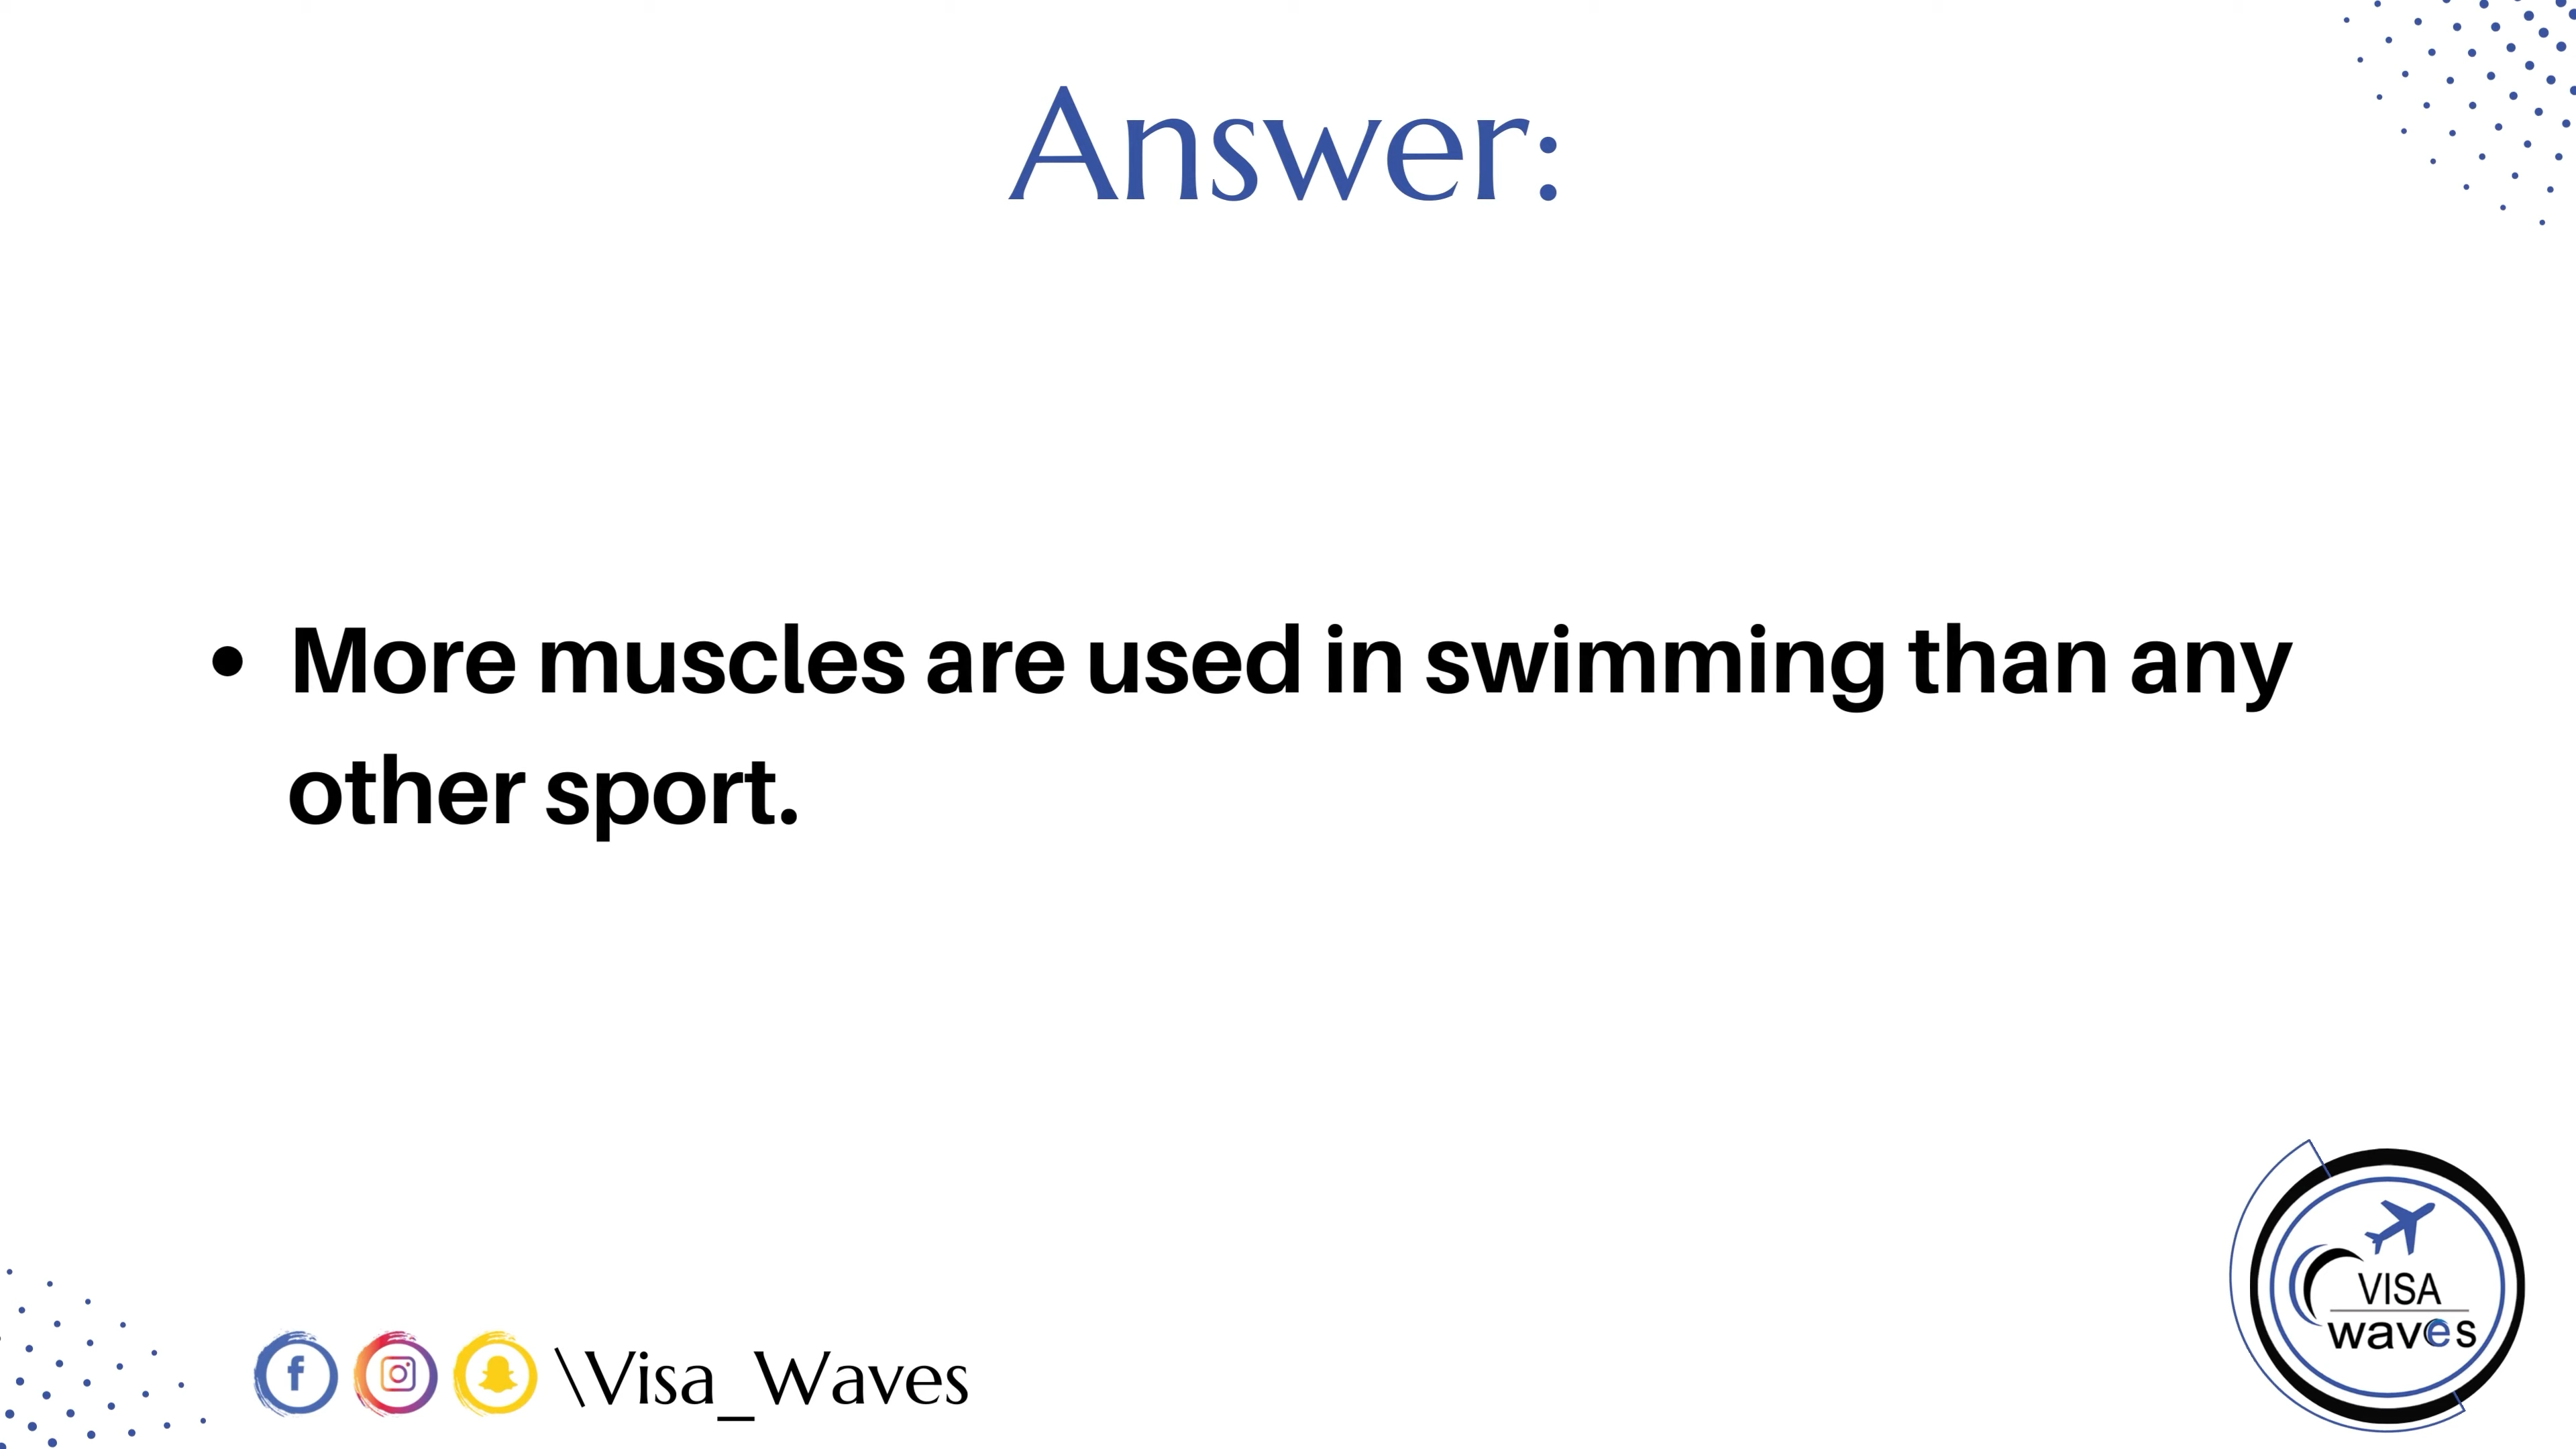 Answer:
• More muscles are used in swimming than any
other sport.
VISA
waves
\Visa_Waves